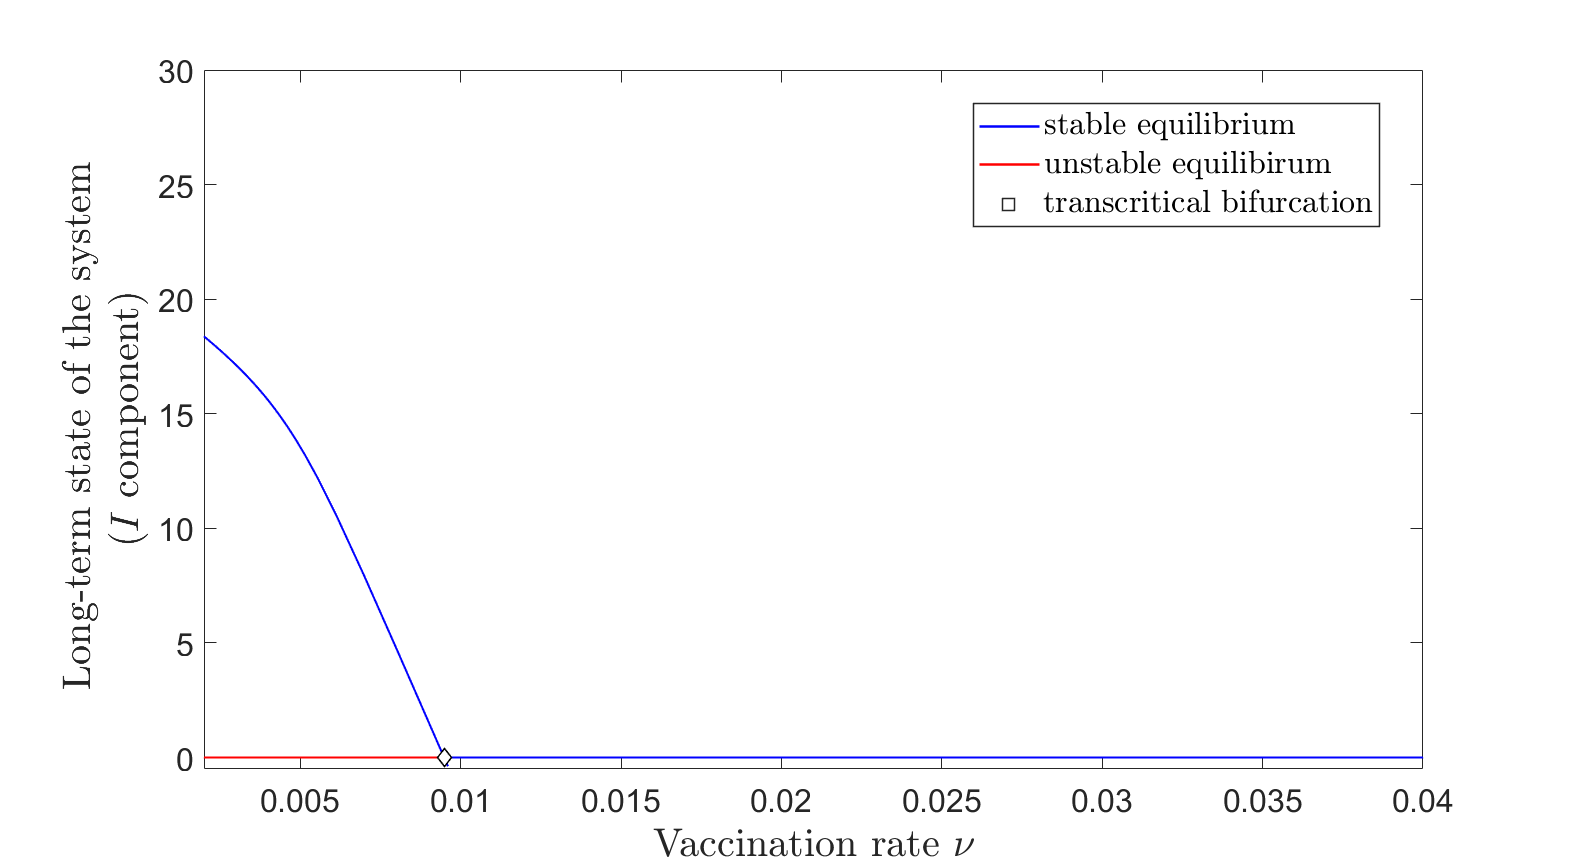 30
25
20
15
10
5
0
Long-term state of the system
(I component)
stable equilibrium
unstable equilibirum
transcritical bifurcation
0.005 0.01 0.015 0.02 0.025 0.03 0.035 0.04
Vaccination rate ν